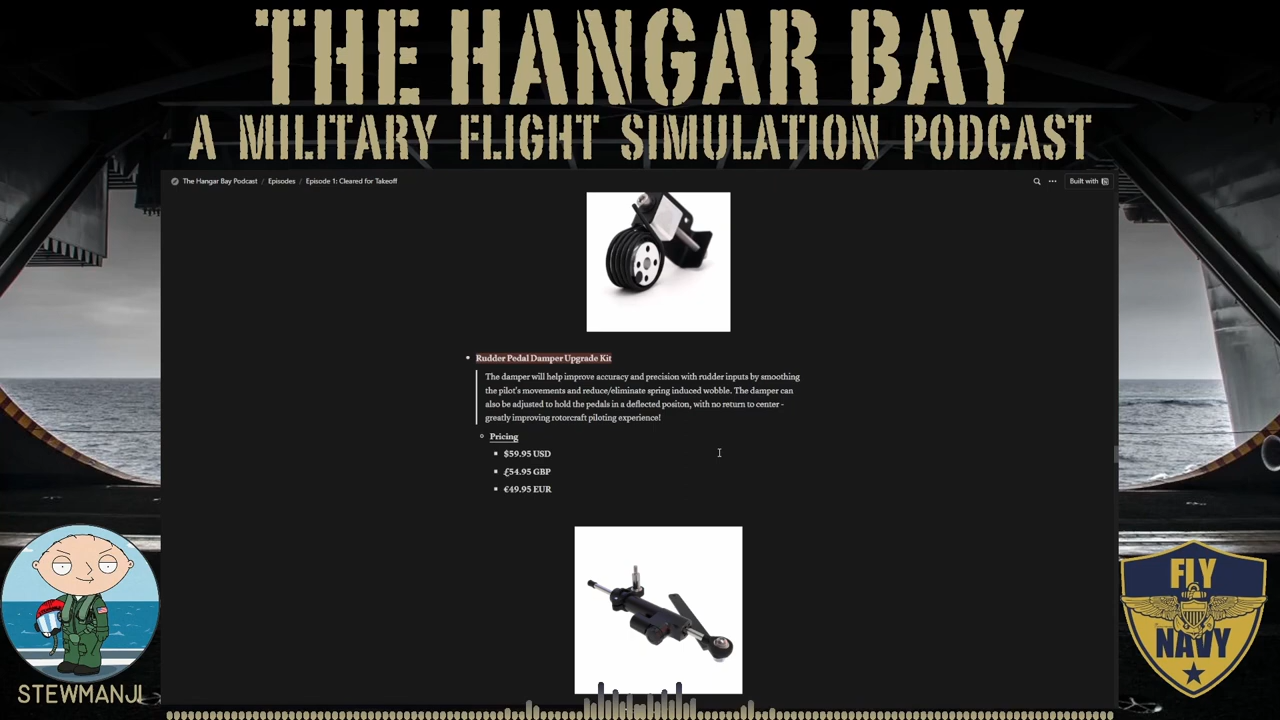 THE HANGAR BAY
A MILITARY FLIGHT SIMULATION PODCAST
The Hangar Bay Podcast / Episodes / Episode 1: Cleared for Takeoff
Built with
Rudder Pedal Damper Upgrade Kit
The damper will help improve accuracy and precision with rudder inputs by smoothing
the pilot's movements and reduce/eliminate spring induced wobble. The damper can
also be adjusted to hold the pedals in a deflected positon, with no return to center -
greatly improving rotorcraft piloting experience!
Pricing
$59.95 USD
£54.95 GBP
€49.95 EUR
STEWMANJI
FLY
NAVY